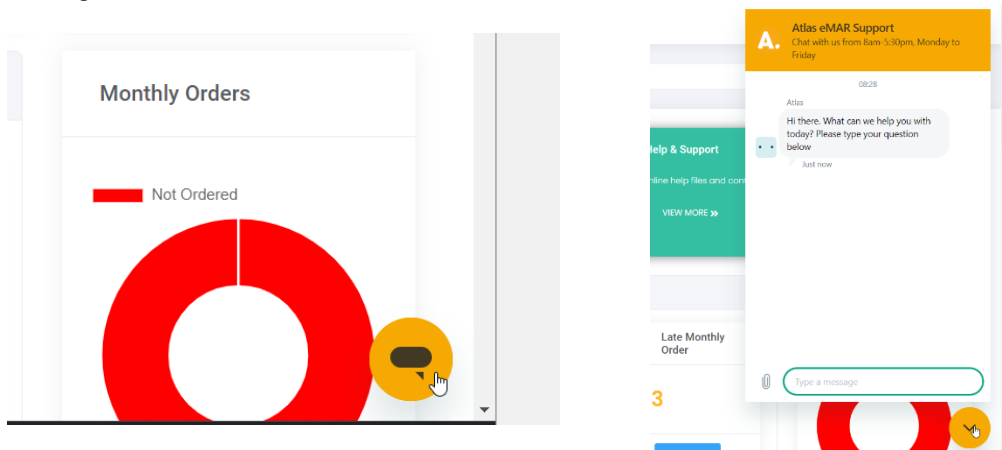 Monthly Orders
Not Ordered
A.
Atlas eMAR Support
Chat with us from 8am-5:30pm, Monday to
Friday
08:28
Atlas
Hi there. What can we help you with
today? Please type your question
below
Just now
Help & Support
online help files and con
VIEW MORE »
Late Monthly
Order
3
Type a message